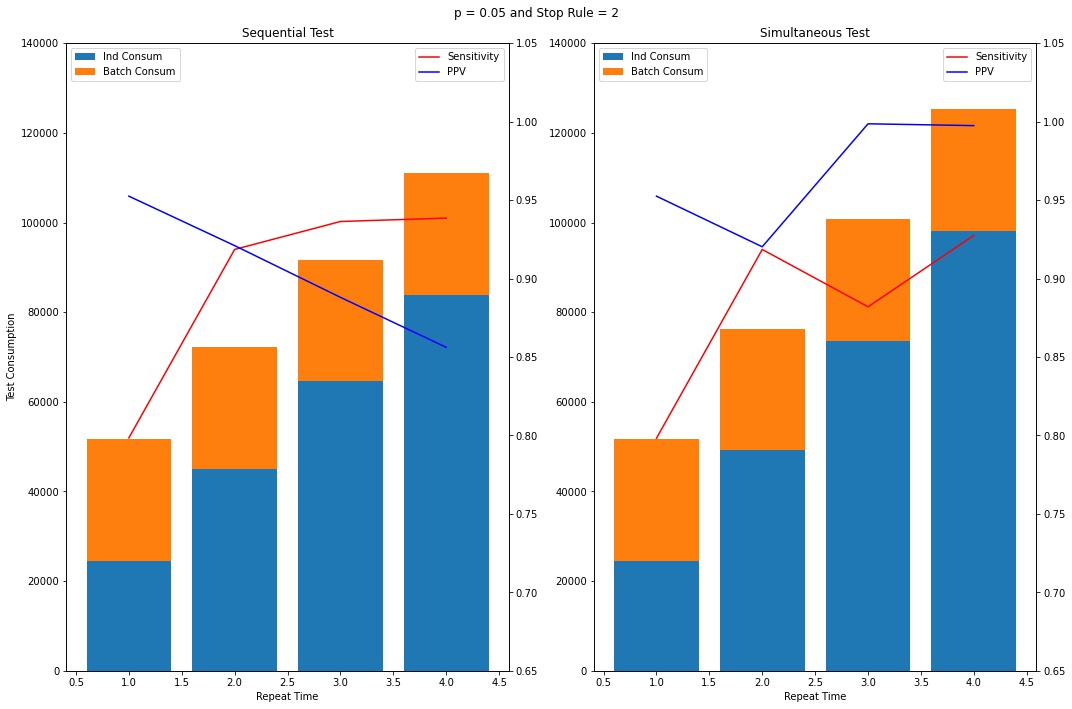 p = 0.05 and Stop Rule = 2
Sequential Test
Ind Consum
Batch Consum
Sensitivity
PPV
Test Consumption
140000
120000
100000
80000
60000
40000
20000
0
1.05
1.00
0.95
0.90
0.85
0.80
0.75
0.70
0.65
0.5 1.0 1.5 2.0 2.5 3.0 3.5 4.0 4.5
Repeat Time
Simultaneous Test
Ind Consum
Batch Consum
Sensitivity
PPV
140000
120000
100000
80000
60000
40000
20000
0
1.05
1.00
0.95
0.90
0.85
0.80
0.75
0.70
0.65
0.5 1.0 1.5 2.0 2.5 3.0 3.5 4.0 4.5
Repeat Time